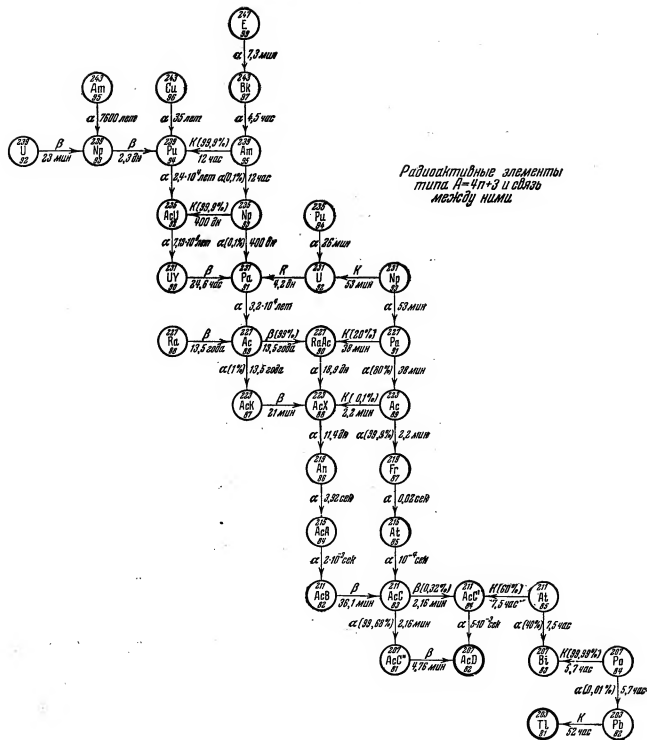 247
E
99
α 7,3 мин
243
Am
95
243
Cu
96
243
Bk
97
α 7600 лет
α 35 лет
α 4,5 час
239
U
92
β
23 мин
239
Np
93
β
2,3 дн
239
Pu
94
K(99,9%)
12 час
239
Am
95
Радиоактивные элементы
типа A=4n+3 и связь
между ними
α 2,4·10⁴ лет
α(0,1%) 12 час
235
AcU
K(99,9%)
400 дн
235
Np
93
235
Pu
94
α(0,1%) 400 дн
α 26 мин
231
UY
90
β
24,6 час
231
Pa
91
K
4,2 дн
231
U
92
K
53 мин
231
Np
93
α 3,2·10⁴ лет
α 53 мин
227
Ra
88
β
13,5 года
227
Ac
89
β(99%)
13,5 года
227
RaAc
90
K(20%)
38 мин
227
Pa
91
α(1%) 13,5 года
α 18,9 дн
α(80%) 38 мин
223
AcK
87
β
21 мин
223
AcX
88
K(0,1%)
2,2 мин
223
Ac
89
α 11,4 дн
α(99,9%) 2,2 мин
219
An
86
219
Fr
87
α 3,92 сек
α 0,02 сек
215
AcA
84
215
At
85
α 2·10⁻³ сек
α 10⁻⁴ сек
211
AcB
82
β
36,1 мин
211
AcC
83
β(0,32%)
2,16 мин
211
AcC'
84
K(60%)
7,5 час
211
At
85
α(99,68%) 2,16 мин
α 5·10⁻³ сек
α(40%) 7,5 час
207
AcC"
81
β
4,76 мин
207
AcD
82
207
Bi
83
K(99,99%)
5,7 час
207
Po
84
α(0,01%) 5,7 час
203
Tl
81
K
52 час
203
Pb
82